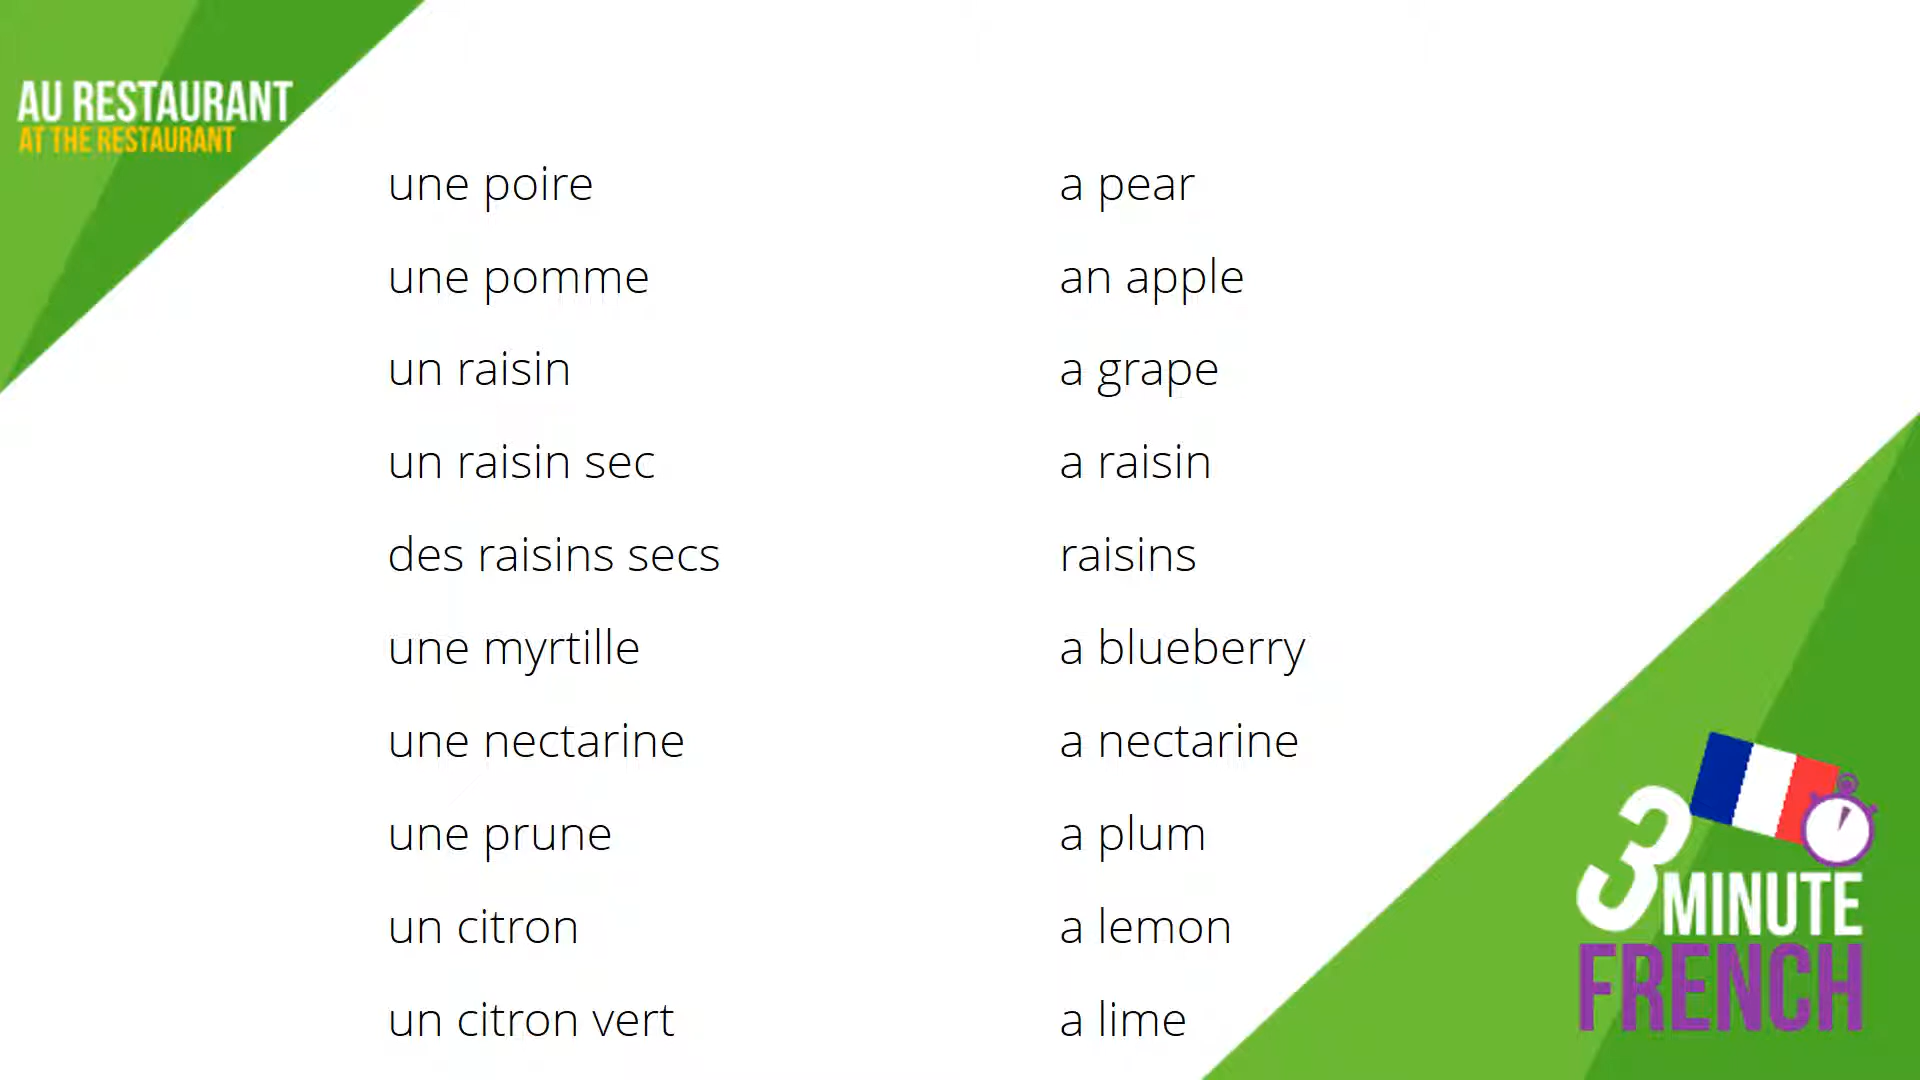 AU RESTAURANT
AT THE RESTAURANT
une poire a pear
une pomme an apple
un raisin a grape
un raisin sec a raisin
des raisins secs raisins
une myrtille a blueberry
une nectarine a nectarine
une prune a plum
un citron a lemon
un citron vert a lime
3 MINUTE
FRENCH